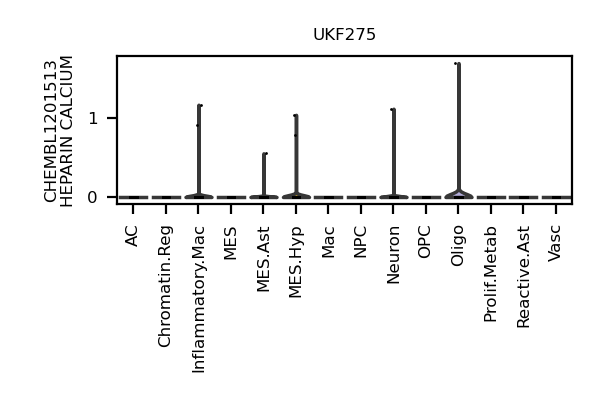 UKF275
CHEMBL1201513
HEPARIN CALCIUM
1
0
AC
Chromatin.Reg
Inflammatory.Mac
MES
MES.Ast
MES.Hyp
Mac
NPC
Neuron
OPC
Oligo
Prolif.Metab
Reactive.Ast
Vasc